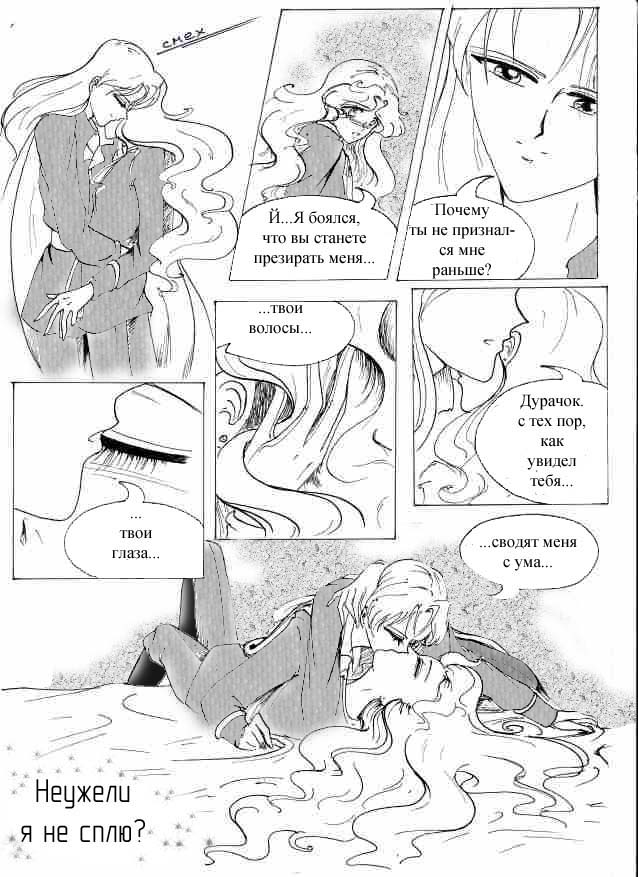 Почему
ты не признал-
ся мне
раньше?
Й...Я боялся,
что вы станете
презирать меня...
смех
Дурачок.
с тех пор,
как
увидел
тебя...
...твои
волосы...
...
твои
глаза...
...сводят меня
с ума...
Неужели
я не сплю?